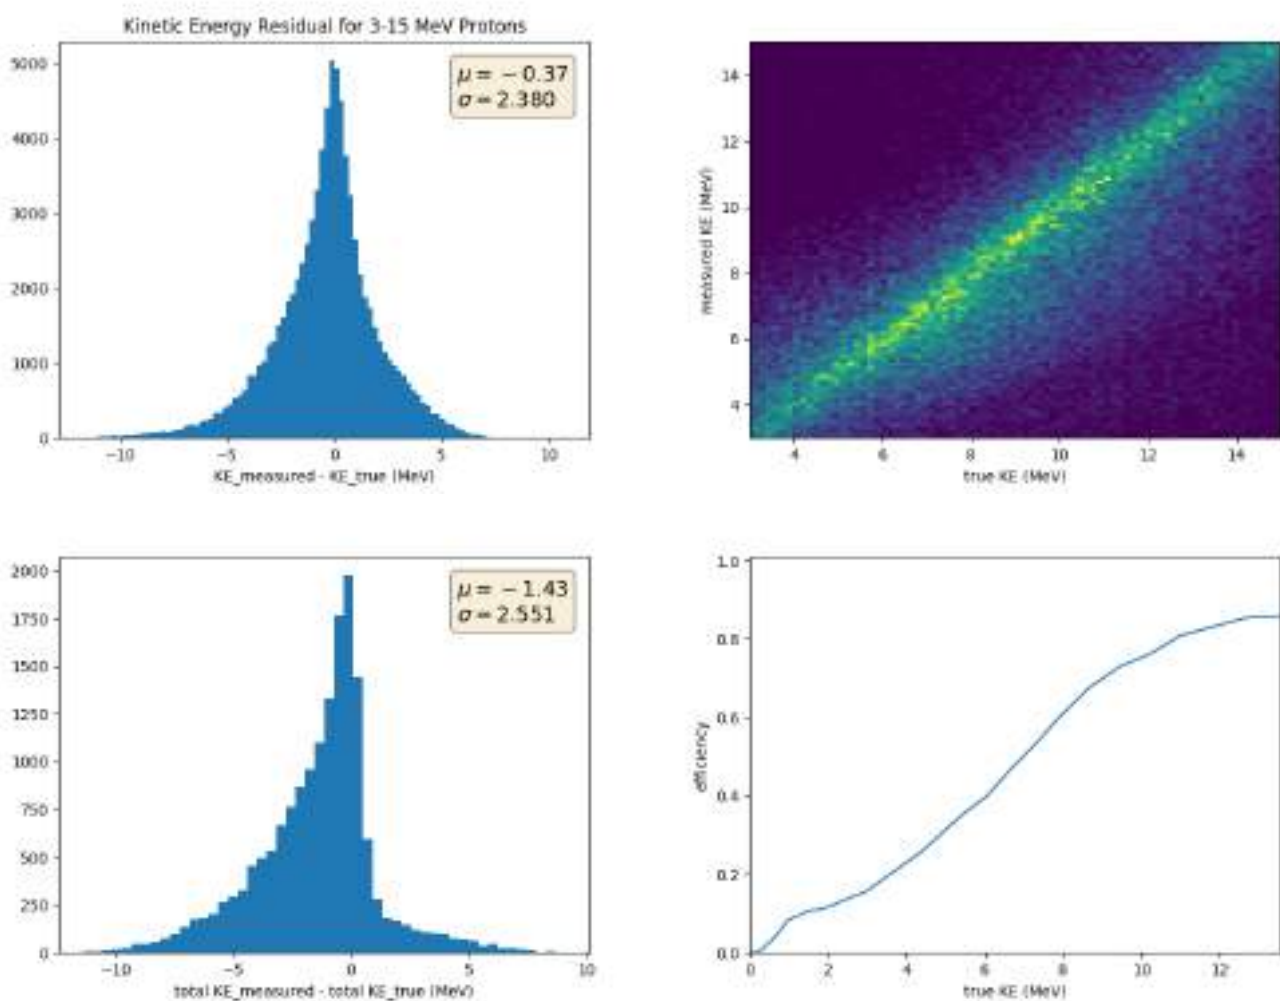 Kinetic Energy Residual for 3-15 MeV Protons
5000
4000
3000
2000
1000
0
μ = − 0.37
σ = 2.380
−10 −5 0 5 10
KE_measured - KE_true (MeV)
14
12
10
8
6
4
measured KE (MeV)
4 6 8 10 12 14
true KE (MeV)
2000
1750
1500
1250
1000
750
500
250
0
μ = − 1.43
σ = 2.551
−10 −5 0 5 10
total KE_measured - total KE_true (MeV)
1.0
0.8
0.6
0.4
0.2
0.0
efficiency
0 2 4 6 8 10 12
true KE (MeV)